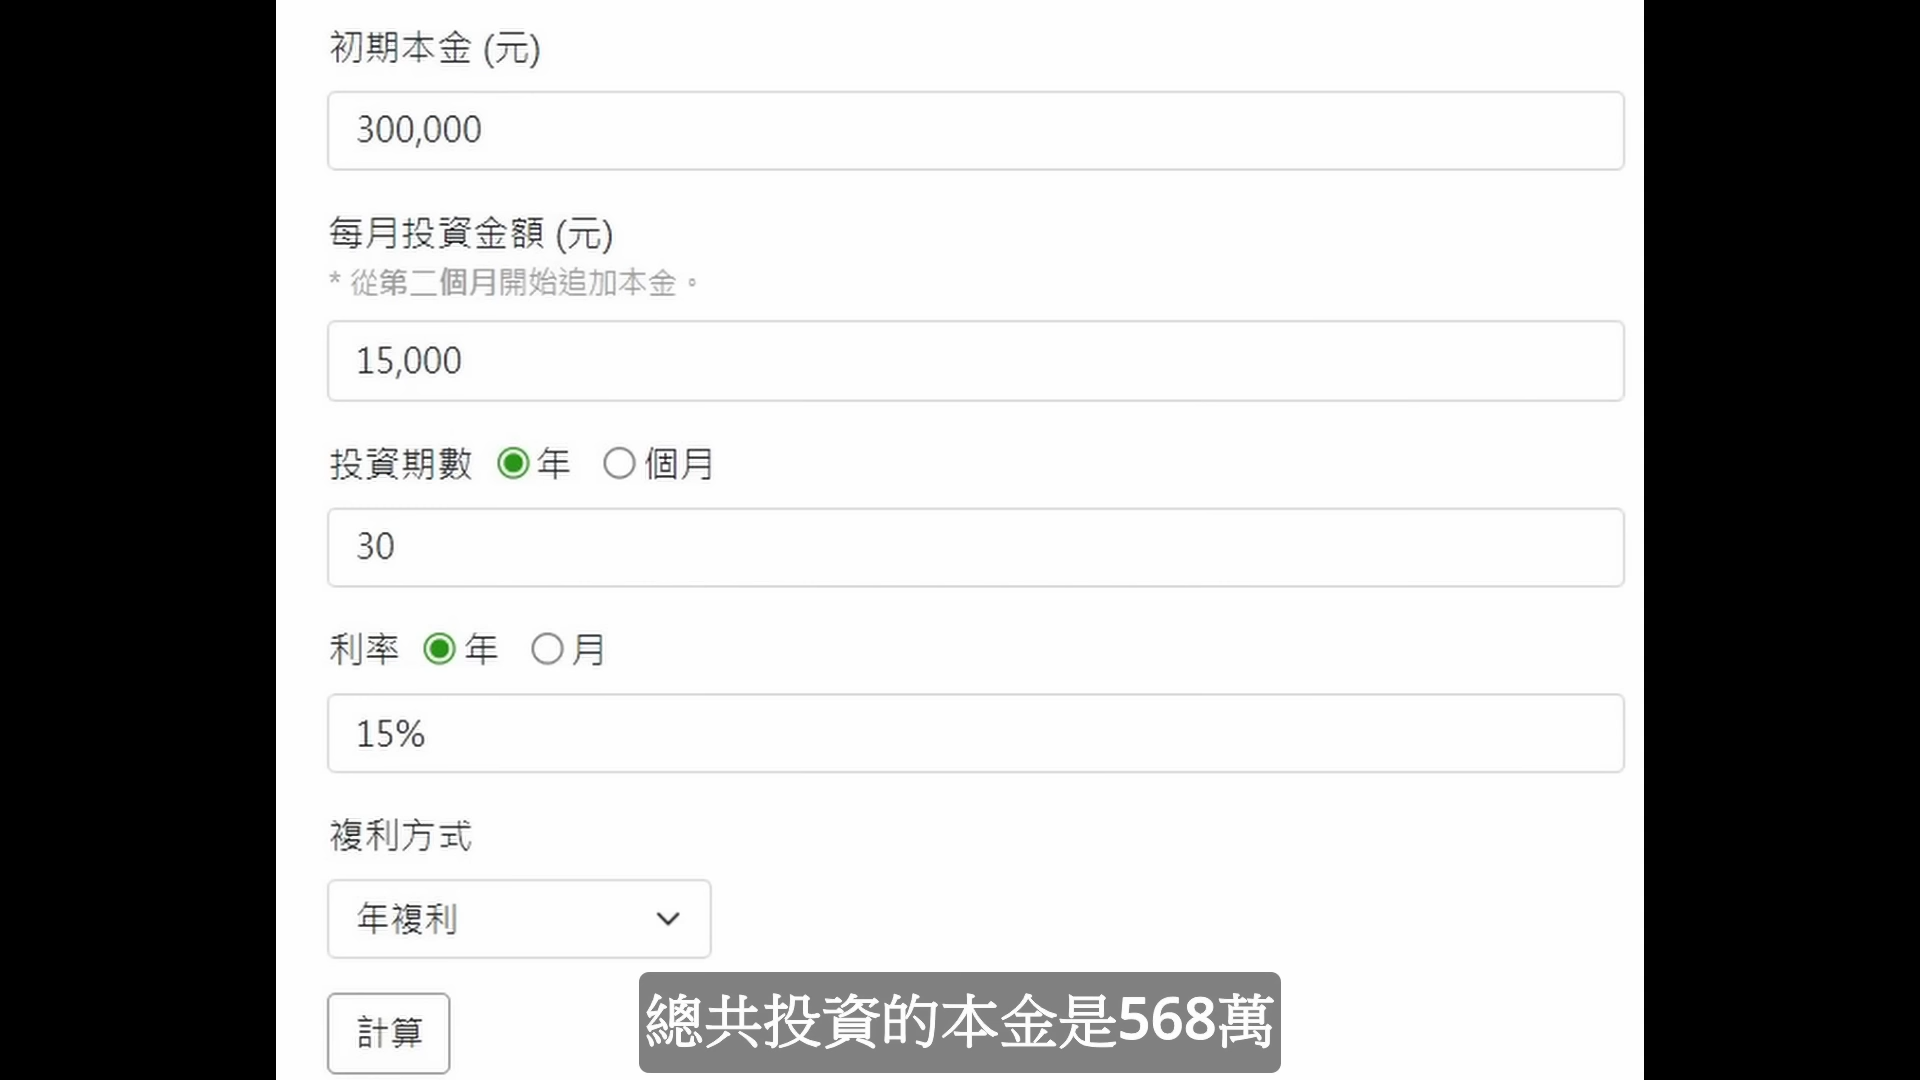 初期本金 (元)
300,000
每月投資金額 (元)
* 從第二個月開始追加本金。
15,000
投資期數 年 個月
30
利率 年 月
15%
複利方式
年複利
計算
總共投資的本金是568萬